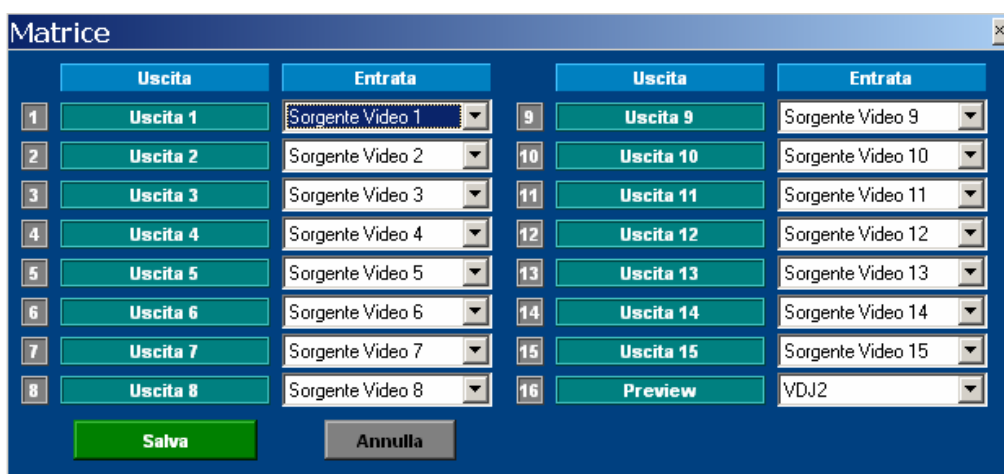 Matrice
Uscita Entrata Uscita Entrata
1 Uscita 1 Sorgente Video 1 9 Uscita 9 Sorgente Video 9
2 Uscita 2 Sorgente Video 2 10 Uscita 10 Sorgente Video 10
3 Uscita 3 Sorgente Video 3 11 Uscita 11 Sorgente Video 11
4 Uscita 4 Sorgente Video 4 12 Uscita 12 Sorgente Video 12
5 Uscita 5 Sorgente Video 5 13 Uscita 13 Sorgente Video 13
6 Uscita 6 Sorgente Video 6 14 Uscita 14 Sorgente Video 14
7 Uscita 7 Sorgente Video 7 15 Uscita 15 Sorgente Video 15
8 Uscita 8 Sorgente Video 8 16 Preview VDJ2
Salva Annulla